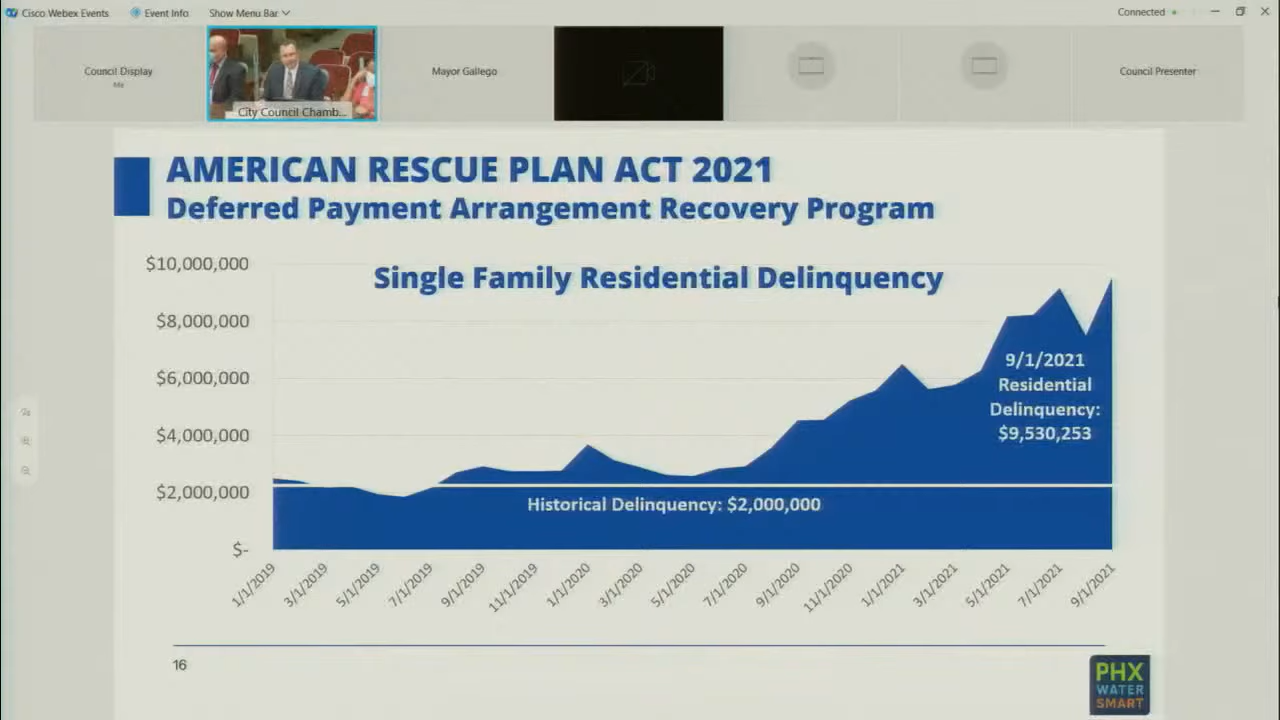 Cisco Webex Events
Event Info
Show Menu Bar
Connected
Council Display
Me
City Council Chamb...
Mayor Gallego
Council Presenter
AMERICAN RESCUE PLAN ACT 2021
Deferred Payment Arrangement Recovery Program
Single Family Residential Delinquency
$10,000,000
$8,000,000
$6,000,000
$4,000,000
$2,000,000
$-
9/1/2021
Residential
Delinquency:
$9,530,253
Historical Delinquency: $2,000,000
1/1/2019
3/1/2019
5/1/2019
7/1/2019
9/1/2019
11/1/2019
1/1/2020
3/1/2020
5/1/2020
7/1/2020
9/1/2020
11/1/2020
1/1/2021
3/1/2021
5/1/2021
7/1/2021
9/1/2021
16
PHX
WATER
SMART